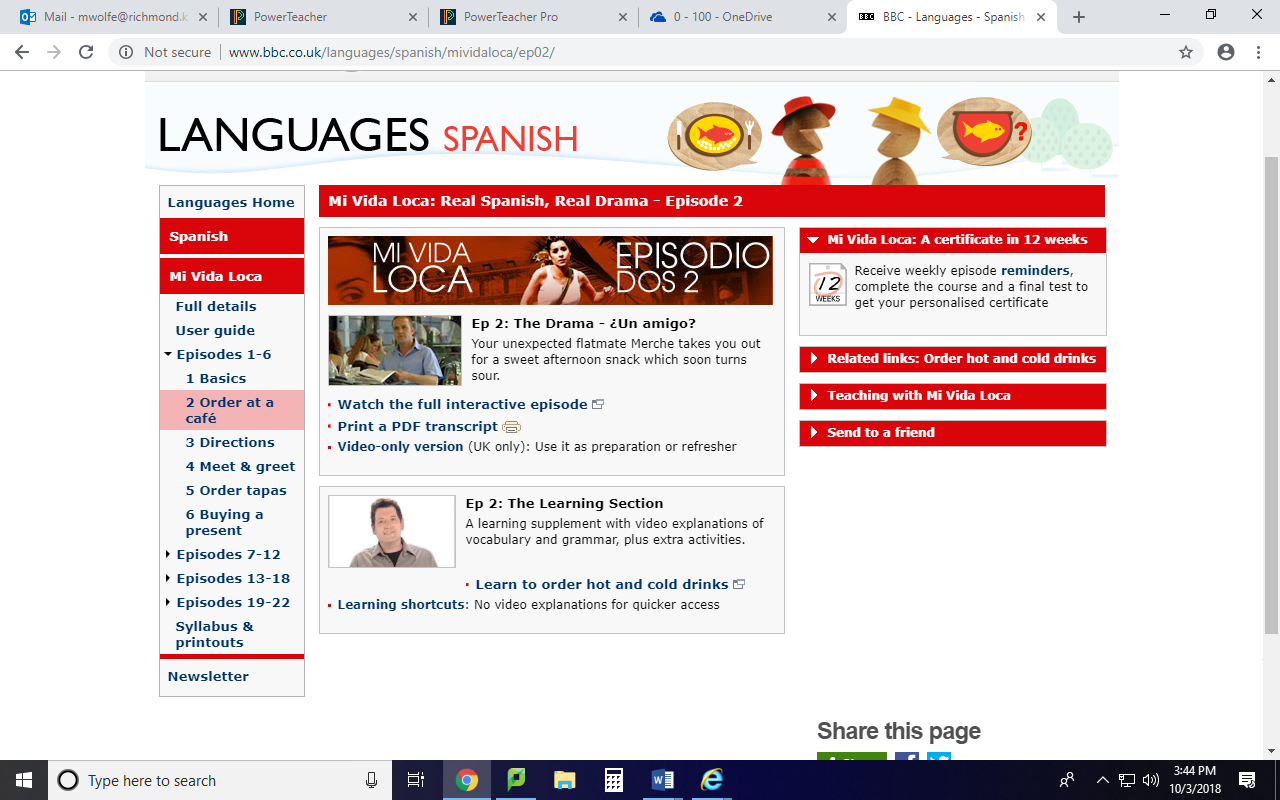 Mail - mwolfe@richmond.k
PowerTeacher
PowerTeacher Pro
0 - 100 - OneDrive
BBC - Languages - Spanish
Not secure
www.bbc.co.uk/languages/spanish/mividaloca/ep02/
LANGUAGES SPANISH
?
Languages Home
Spanish
Mi Vida Loca
Full details
User guide
Episodes 1-6
1 Basics
2 Order at a
café
3 Directions
4 Meet & greet
5 Order tapas
6 Buying a
present
Episodes 7-12
Episodes 13-18
Episodes 19-22
Syllabus &
printouts
Newsletter
Mi Vida Loca: Real Spanish, Real Drama - Episode 2
MI VIDA
LOCA
EPISODIO
DOS 2
Ep 2: The Drama - ¿Un amigo?
Your unexpected flatmate Merche takes you out
for a sweet afternoon snack which soon turns
sour.
Watch the full interactive episode
Print a PDF transcript
Video-only version (UK only): Use it as preparation or refresher
Ep 2: The Learning Section
A learning supplement with video explanations of
vocabulary and grammar, plus extra activities.
Learn to order hot and cold drinks
Learning shortcuts: No video explanations for quicker access
Mi Vida Loca: A certificate in 12 weeks
12
WEEKS
Receive weekly episode reminders,
complete the course and a final test to
get your personalised certificate
Related links: Order hot and cold drinks
Teaching with Mi Vida Loca
Send to a friend
Share this page
Type here to search
3:44 PM
10/3/2018